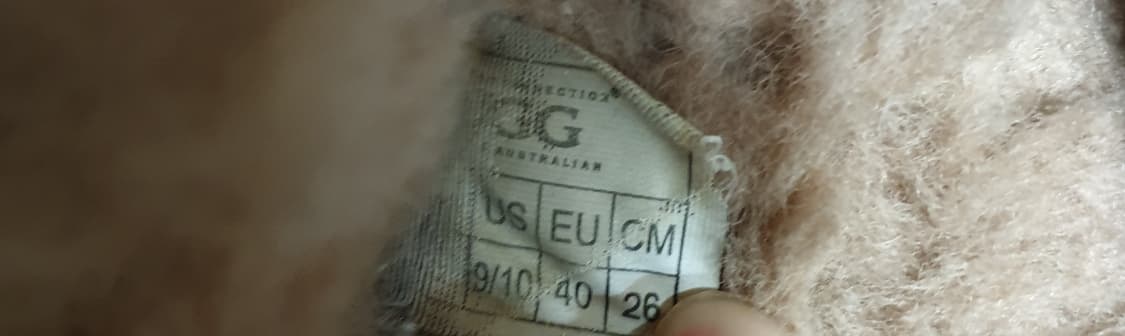 AUSTRALIAN
US EU CM
9/10 40 26